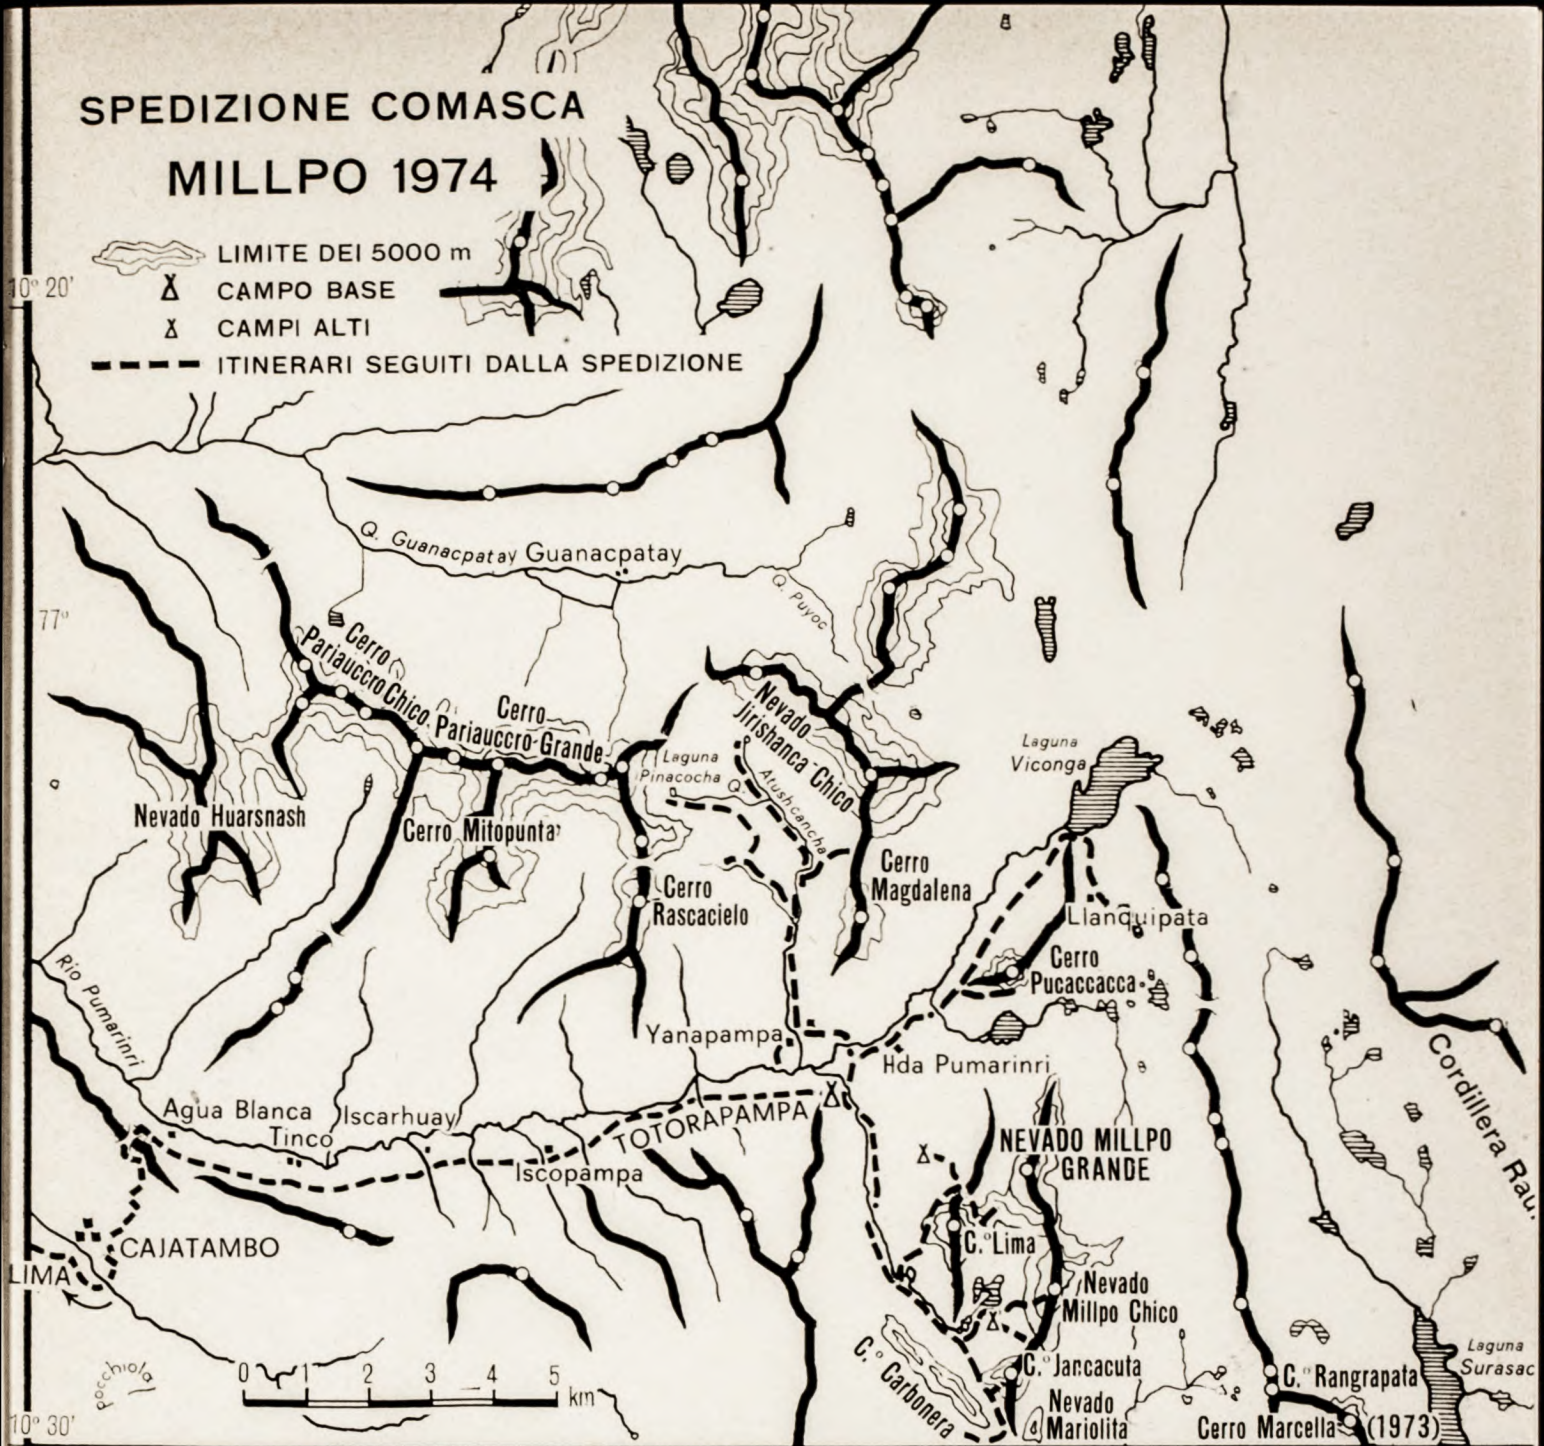 SPEDIZIONE COMASCA
MILLPO 1974
LIMITE DEI 5000 m
10° 20'
CAMPO BASE
CAMPI ALTI
ITINERARI SEGUITI DALLA SPEDIZIONE
Q. Guanacpatay
Guanacpatay
Q. Puyoc
77°
Cerro
Pariauccro Chico
Cerro
Pariauccro Grande
Nevado
Jirishanca Chico
Laguna
Pinacocha
Q. Atushcancha
Laguna
Viconga
Nevado Huarsnash
Cerro Mitopunta
Cerro
Rascacielo
Cerro
Magdalena
Llanquipata
Cerro
Pucaccacca
Rio Pumarinri
Yanapampa
Hda Pumarinri
Cordillera Rau.
Agua Blanca
Iscarhuay
Tinco
TOTORAPAMPA
Iscopampa
NEVADO MILLPO
GRANDE
CAJATAMBO
LIMA
C.º Lima
Nevado
Millpo Chico
C.º Carbonera
C.º Jancacuta
Nevado
Mariolita
C.º Rangrapata
Laguna
Surasac
Cerro Marcella (1973)
pocchiola
0 1 2 3 4 5
km
10° 30'